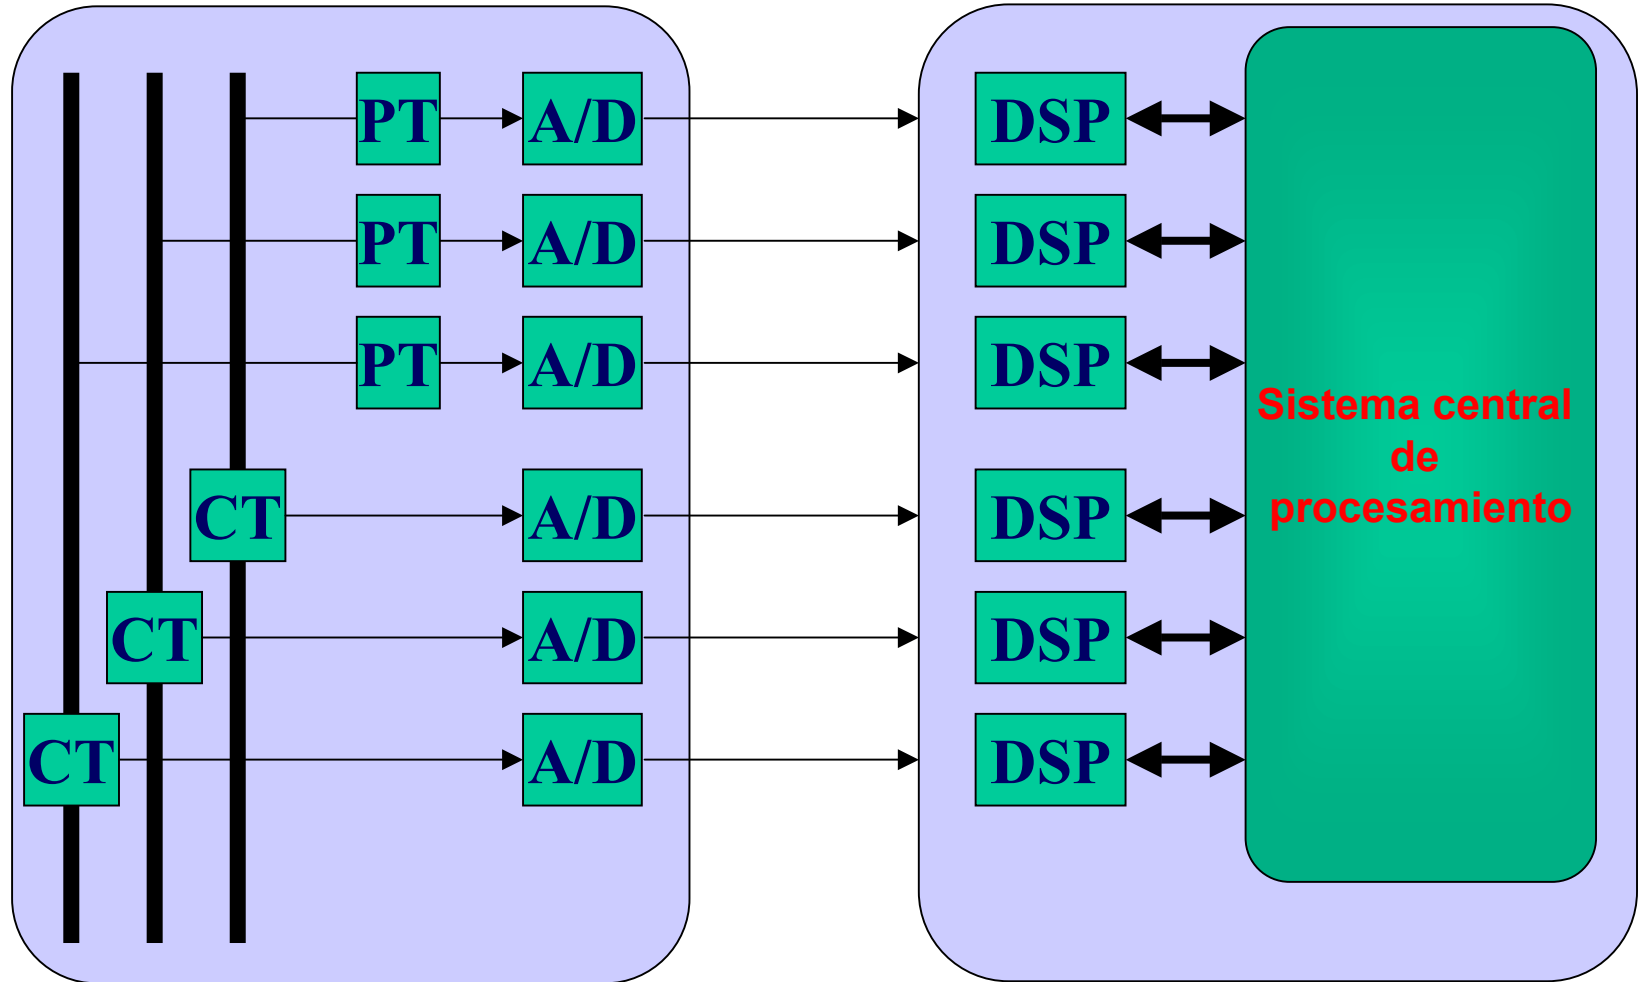 PT A/D DSP
PT A/D DSP
PT A/D DSP
Sistema central
de
procesamiento
CT A/D DSP
CT A/D DSP
CT A/D DSP